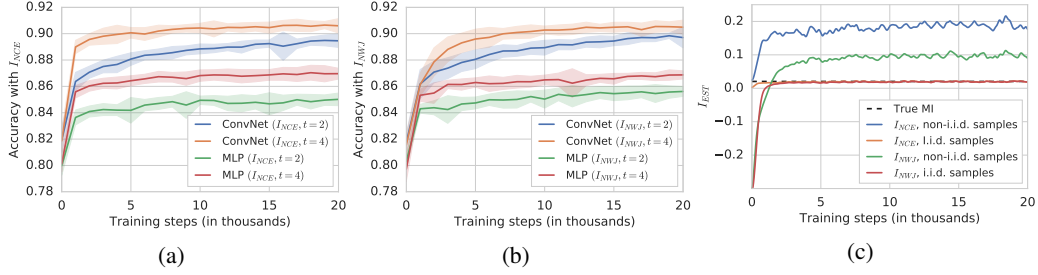 Accuracy with I_NCE
0.92
0.90
0.88
0.86
0.84
0.82
0.80
0.78
ConvNet (I_NCE, t = 2)
ConvNet (I_NCE, t = 4)
MLP (I_NCE, t = 2)
MLP (I_NCE, t = 4)
0 5 10 15 20
Training steps (in thousands)
(a)
Accuracy with I_NWJ
0.92
0.90
0.88
0.86
0.84
0.82
0.80
0.78
ConvNet (I_NWJ, t = 2)
ConvNet (I_NWJ, t = 4)
MLP (I_NWJ, t = 2)
MLP (I_NWJ, t = 4)
0 5 10 15 20
Training steps (in thousands)
(b)
I_EST
0.2
0.1
0.0
−0.1
−0.2
True MI
I_NCE, non-i.i.d. samples
I_NCE, I.i.d. samples
I_NWJ, non-i.i.d. samples
I_NWJ, i.i.d. samples
0 5 10 15 20
Training steps (in thousands)
(c)